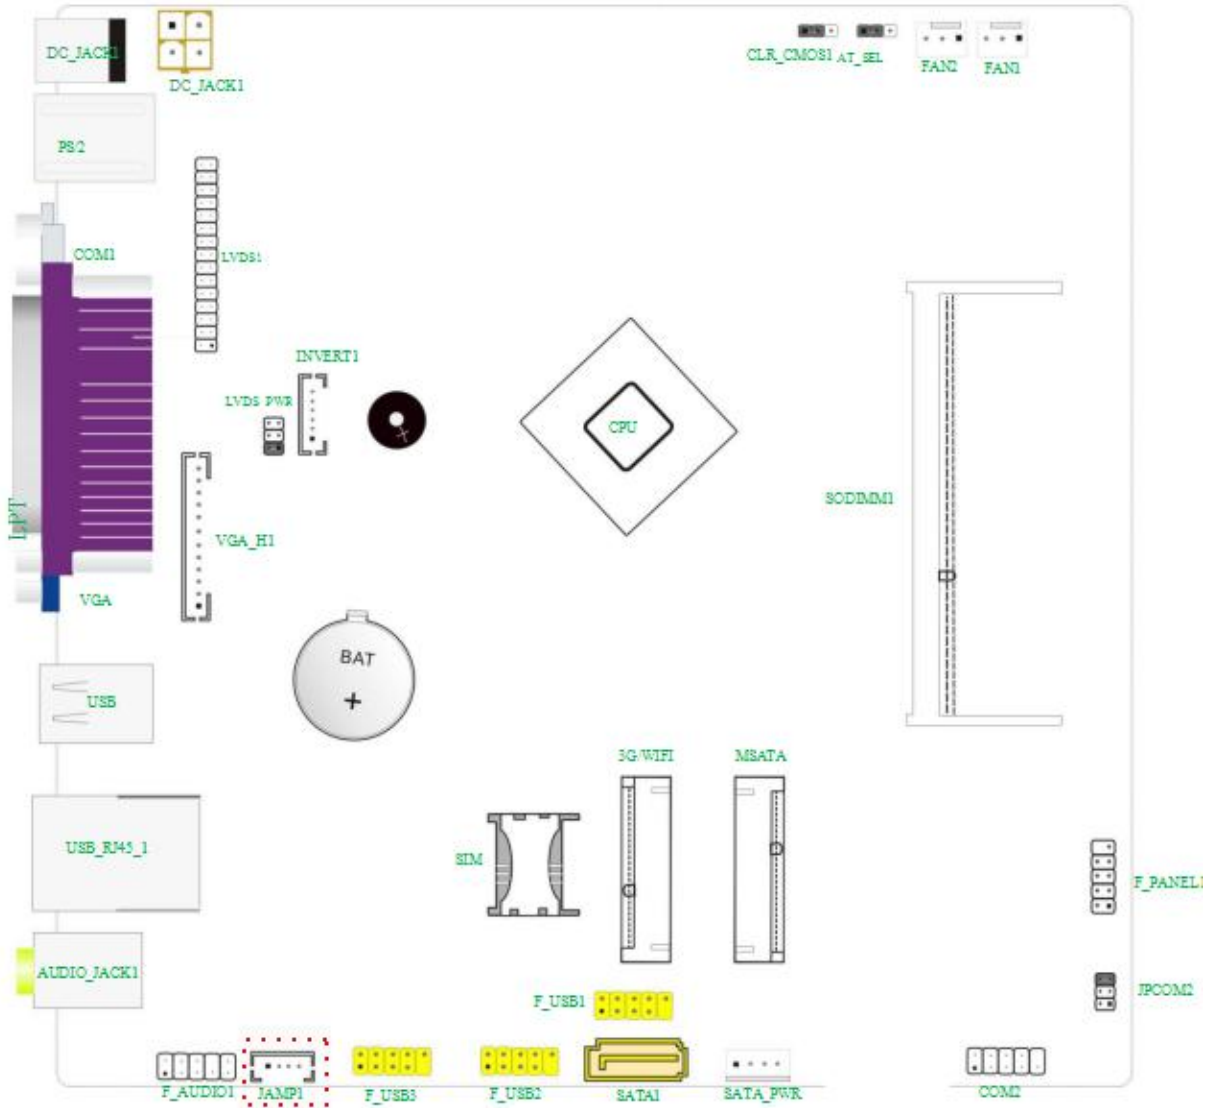 DC_JACK1
DC_JACK1
CLR_CMOS1
AT_SEL
FAN2
FAN1
PS/2
COM1
LVDS1
INVERT1
LVDS_PWR
CPU
SODIMM1
LPT
VGA_H1
VGA
BAT
+
USB
3G/WIFI
MSATA
USB_RJ45_1
SIM
F_PANEL1
AUDIO_JACK1
F_USB1
JPCOM2
F_AUDIO1
JAMP1
F_USB3
F_USB2
SATA1
SATA_PWR
COM2